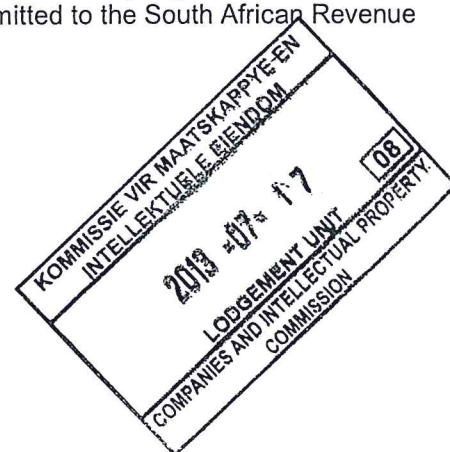 mitted to the South African Revenue
KOMMISSIE VIR MAATSKAPPYE-EN
INTELLEKTUELE EIENDOM
08
2013 -07- 17
LODGEMENT UNIT
COMPANIES AND INTELLECTUAL PROPERTY
COMMISSION